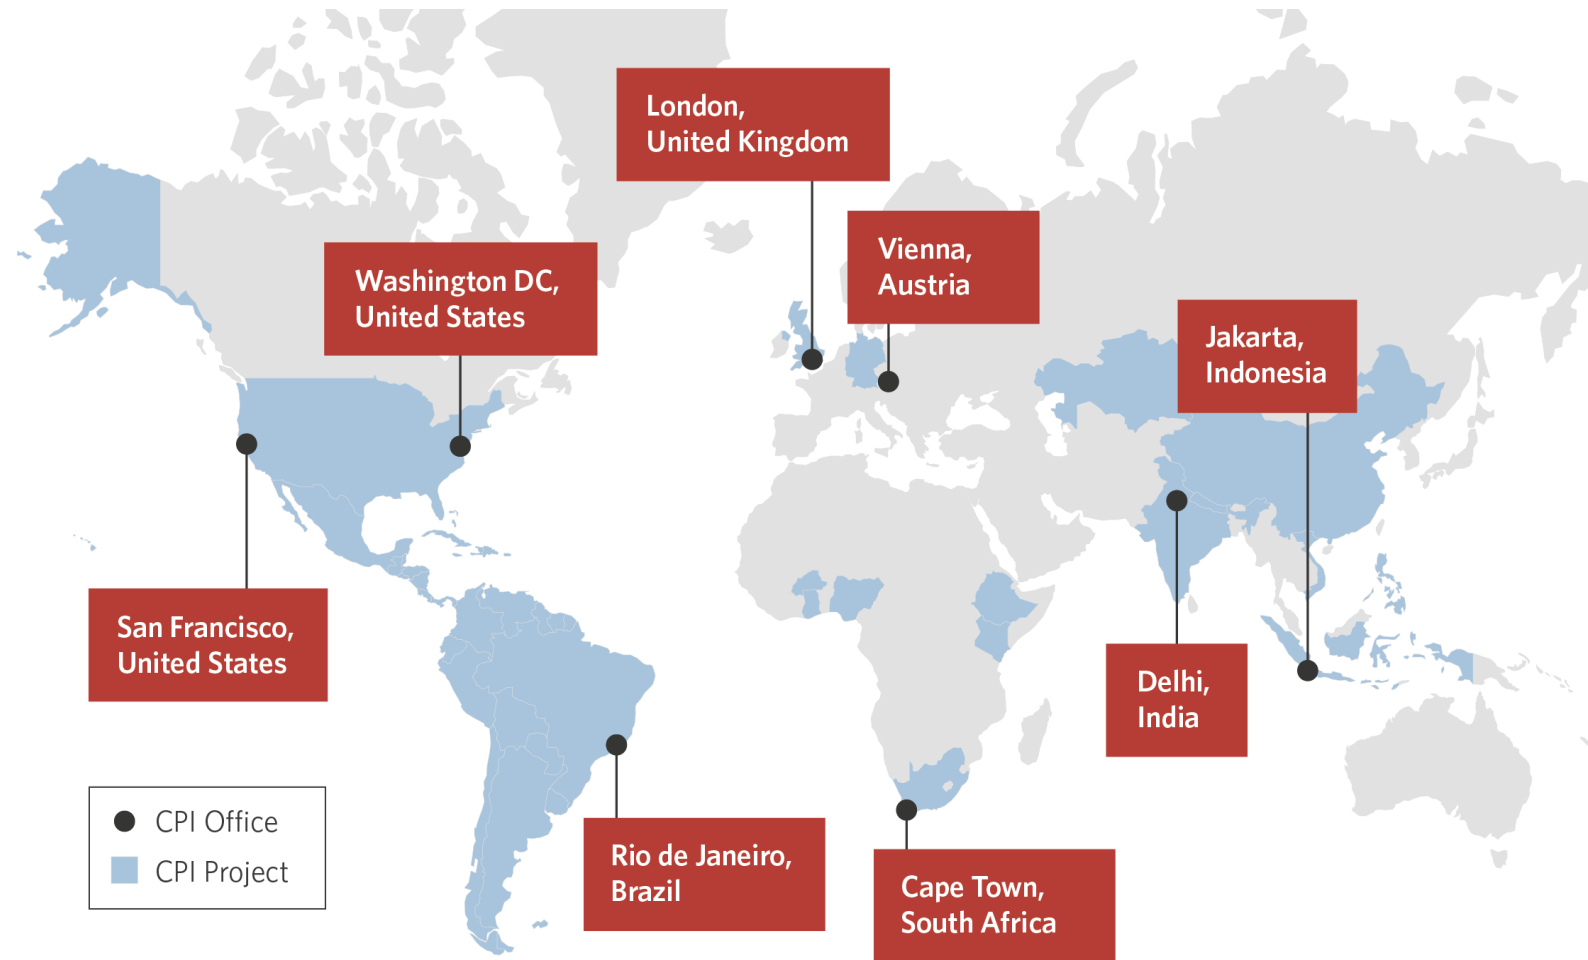 London,
United Kingdom
Vienna,
Austria
Washington DC,
United States
Jakarta,
Indonesia
San Francisco,
United States
Delhi,
India
Rio de Janeiro,
Brazil
Cape Town,
South Africa
CPI Office
CPI Project